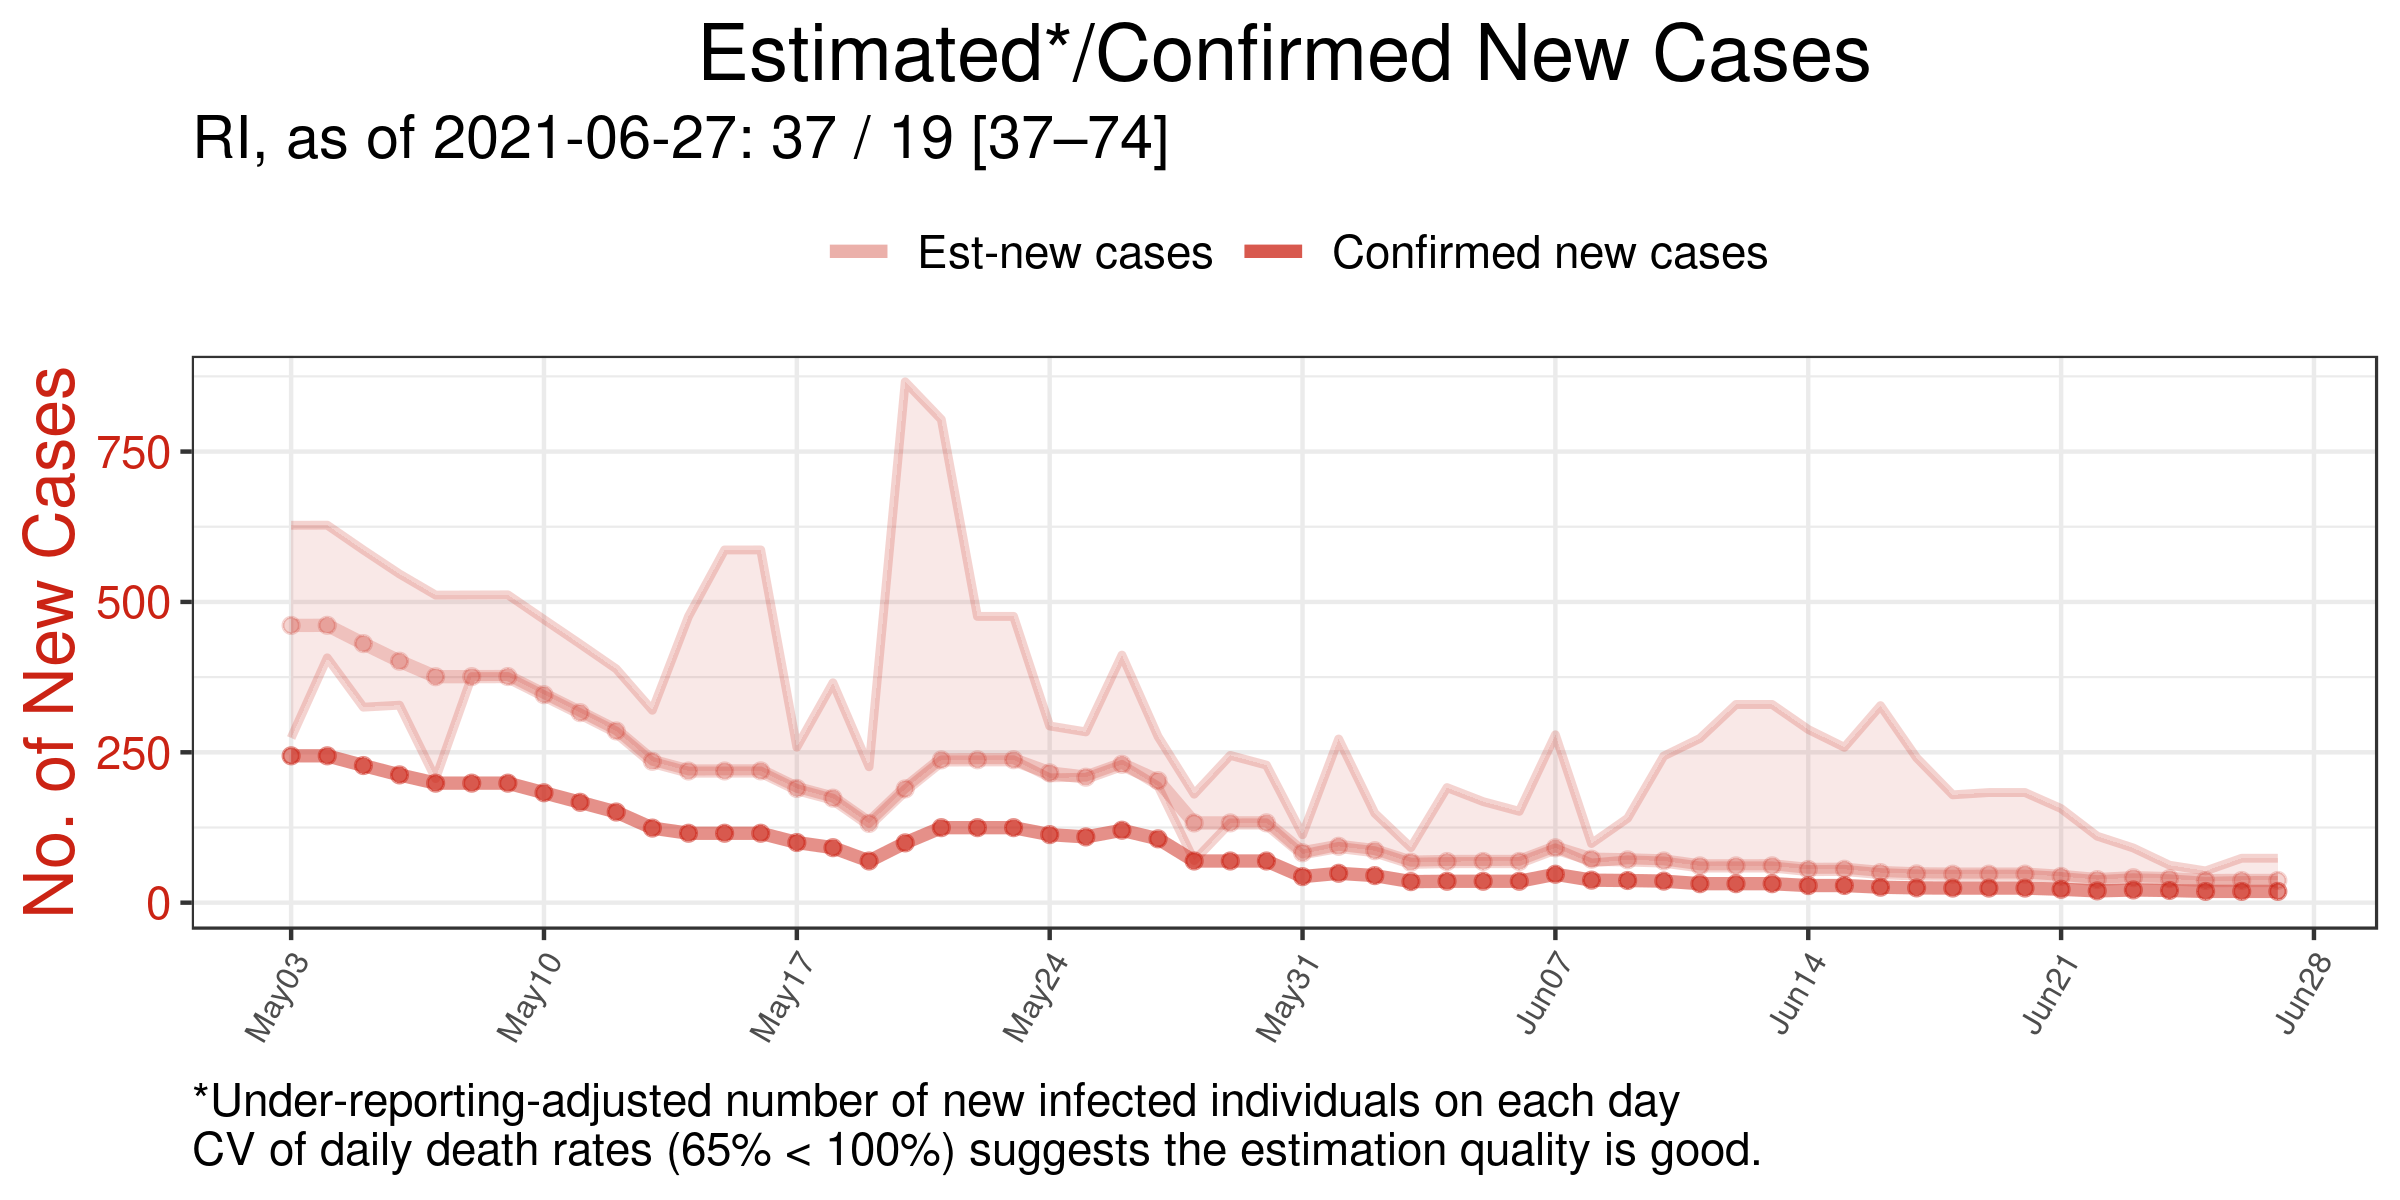 Estimated*/Confirmed New Cases
RI, as of 2021-06-27: 37 / 19 [37–74]
Est-new cases Confirmed new cases
No. of New Cases
750
500
250
0
May03 May10 May17 May24 May31 Jun07 Jun14 Jun21 Jun28
*Under-reporting-adjusted number of new infected individuals on each day
CV of daily death rates (65% < 100%) suggests the estimation quality is good.